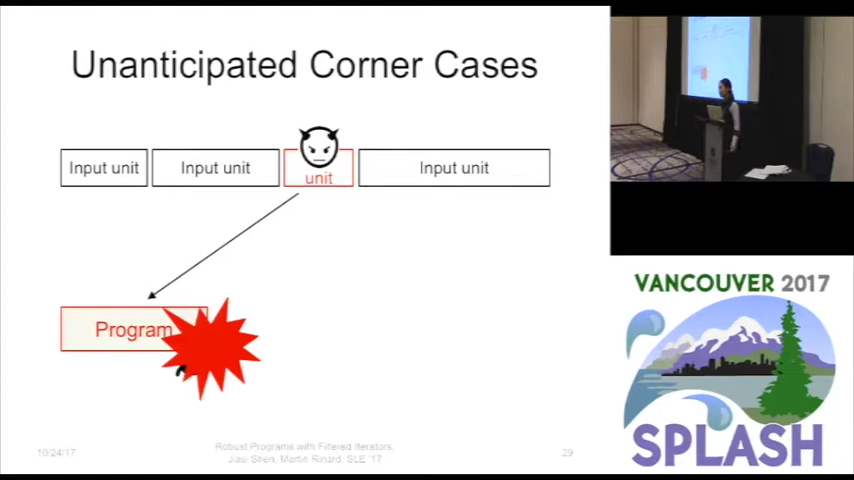 Unanticipated Corner Cases
Input unit
Input unit
unit
Input unit
Program
10/24/17
Robust Programs with Filtered Iterators.
Jiasi Shen, Martin Rinard, SLE '17
29
VANCOUVER 2017
SPLASH